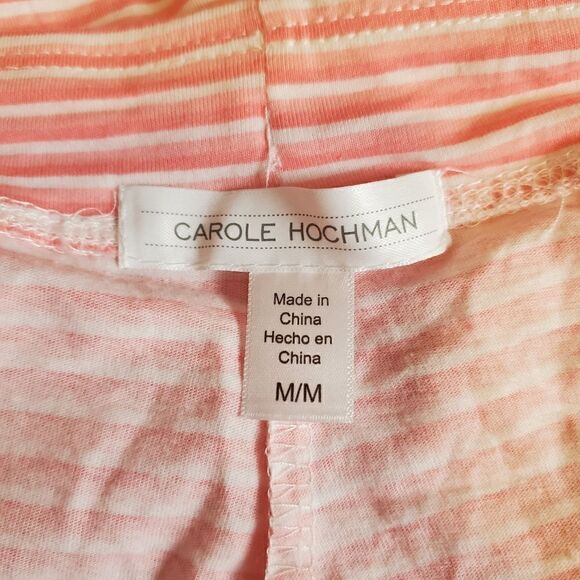 CAROLE HOCHMAN
Made in
China
Hecho en
China
M/M